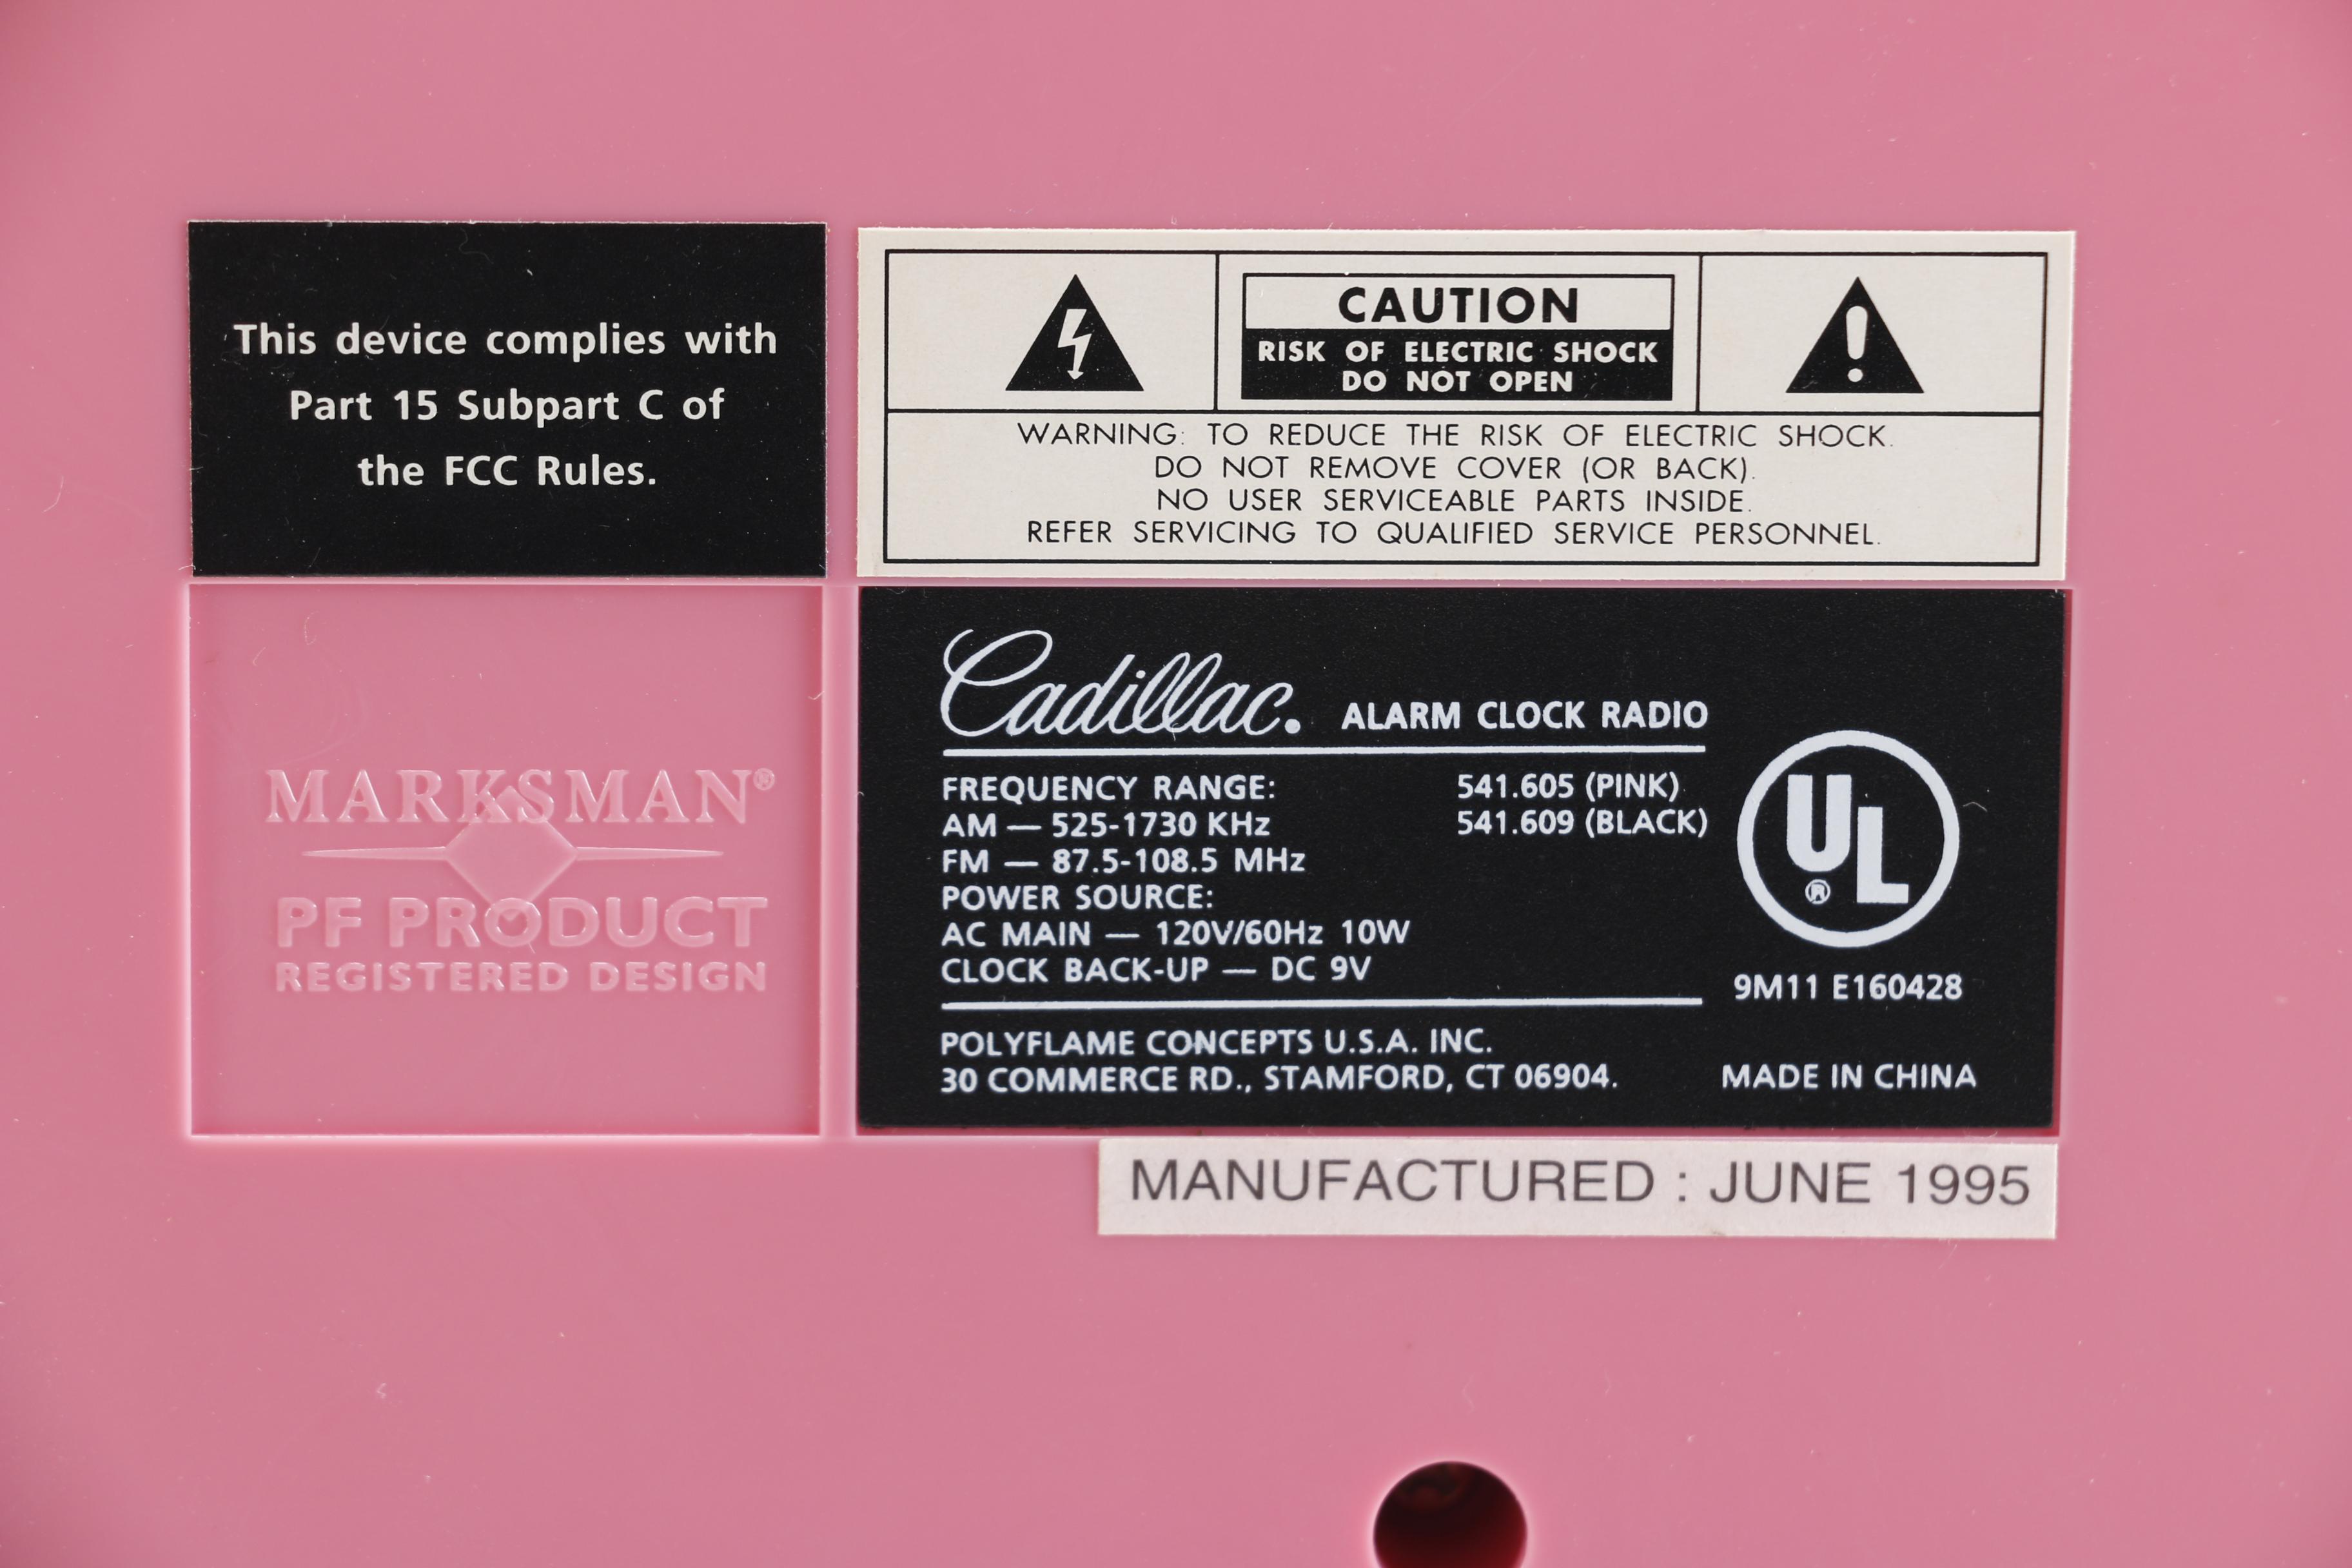 This device complies with
Part 15 Subpart C of
the FCC Rules.
CAUTION
RISK OF ELECTRIC SHOCK
DO NOT OPEN
WARNING: TO REDUCE THE RISK OF ELECTRIC SHOCK.
DO NOT REMOVE COVER (OR BACK).
NO USER SERVICEABLE PARTS INSIDE.
REFER SERVICING TO QUALIFIED SERVICE PERSONNEL.
MARKSMAN®
PF PRODUCT
REGISTERED DESIGN
Cadillac. ALARM CLOCK RADIO
FREQUENCY RANGE: 541.605 (PINK)
AM — 525-1730 KHz 541.609 (BLACK)
FM — 87.5-108.5 MHz
POWER SOURCE:
AC MAIN — 120V/60Hz 10W
CLOCK BACK-UP — DC 9V
UL®
9M11 E160428
POLYFLAME CONCEPTS U.S.A. INC.
30 COMMERCE RD., STAMFORD, CT 06904. MADE IN CHINA
MANUFACTURED : JUNE 1995